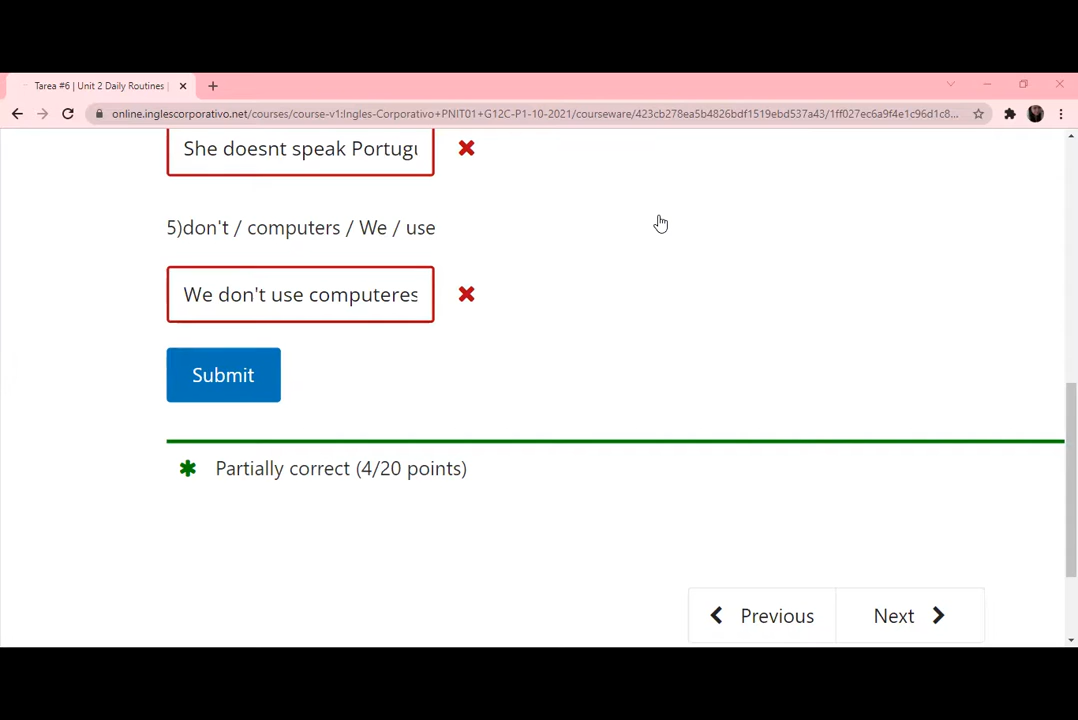 Tarea #6 | Unit 2 Daily Routines |
online.inglescorporativo.net/courses/course-v1:Ingles-Corporativo+PNIT01+G12C-P1-10-2021/courseware/423cb278ea5b4826bdf1519ebd537a43/1ff027ec6a9f4e1c96d1c8...
She doesnt speak Portugu
5)don't / computers / We / use
We don't use computeres
Submit
Partially correct (4/20 points)
Previous
Next